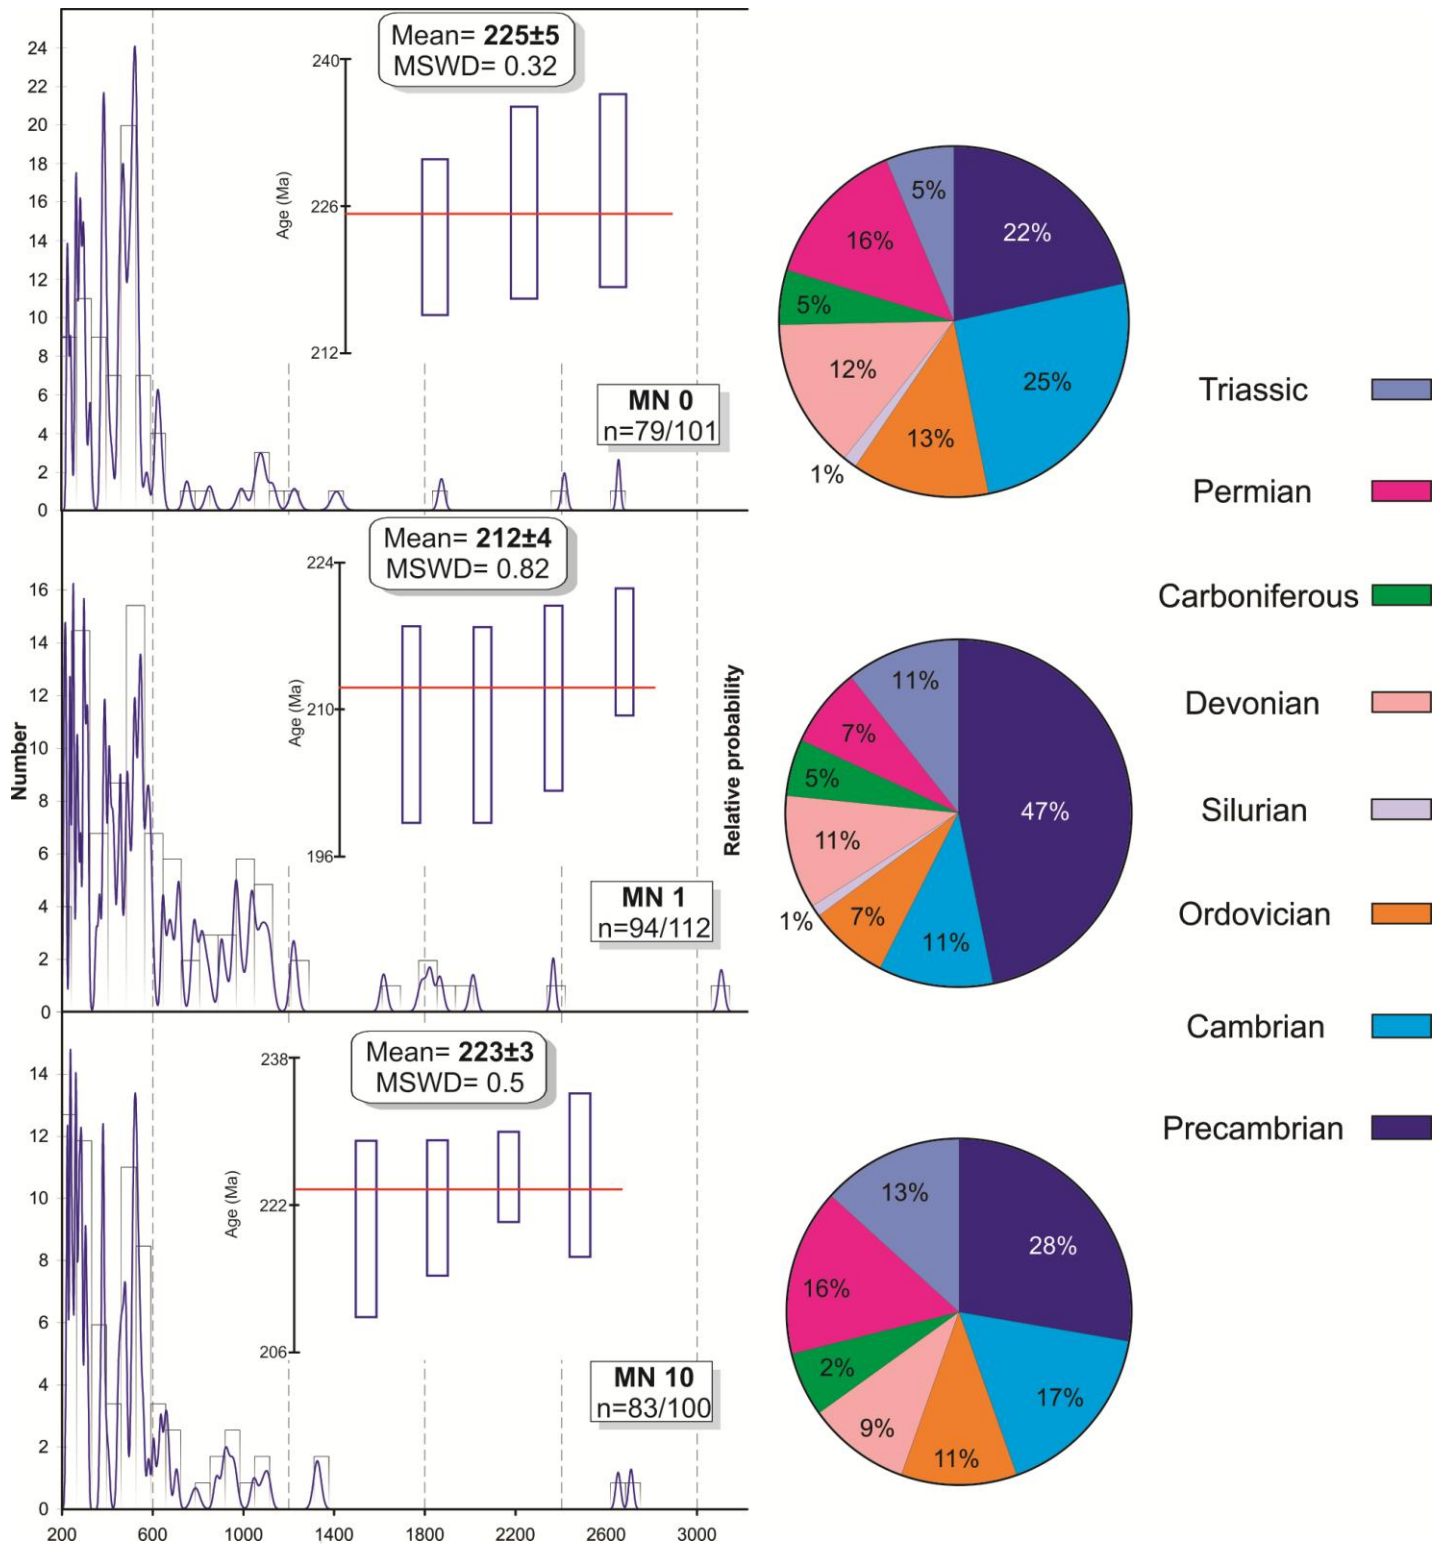 Number
Relative probability
24
22
20
18
16
14
12
10
8
6
4
2
0
Mean= 225±5
MSWD= 0.32
240
226
212
Age (Ma)
MN 0
n=79/101
16
14
12
10
8
6
4
2
0
Mean= 212±4
MSWD= 0.82
224
210
196
Age (Ma)
MN 1
n=94/112
14
12
10
8
6
4
2
0
Mean= 223±3
MSWD= 0.5
238
222
206
Age (Ma)
MN 10
n=83/100
200 600 1000 1400 1800 2200 2600 3000
5%
22%
16%
5%
12%
25%
13%
1%
11%
7%
5%
47%
11%
1%
7%
11%
13%
28%
16%
2%
17%
9%
11%
Triassic
Permian
Carboniferous
Devonian
Silurian
Ordovician
Cambrian
Precambrian